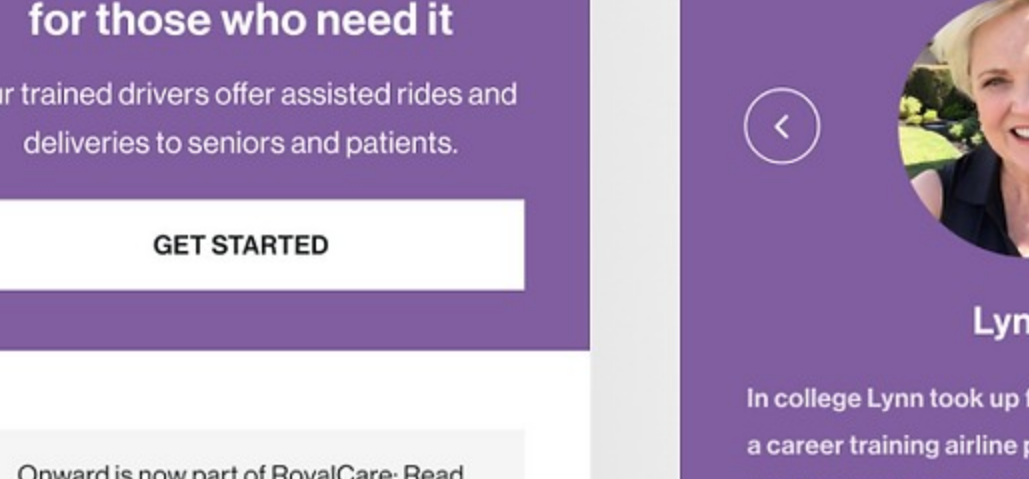 for those who need it
r trained drivers offer assisted rides and
deliveries to seniors and patients.
GET STARTED
Onward is now part of RoyalCare: Read
Lyn
In college Lynn took up
a career training airline